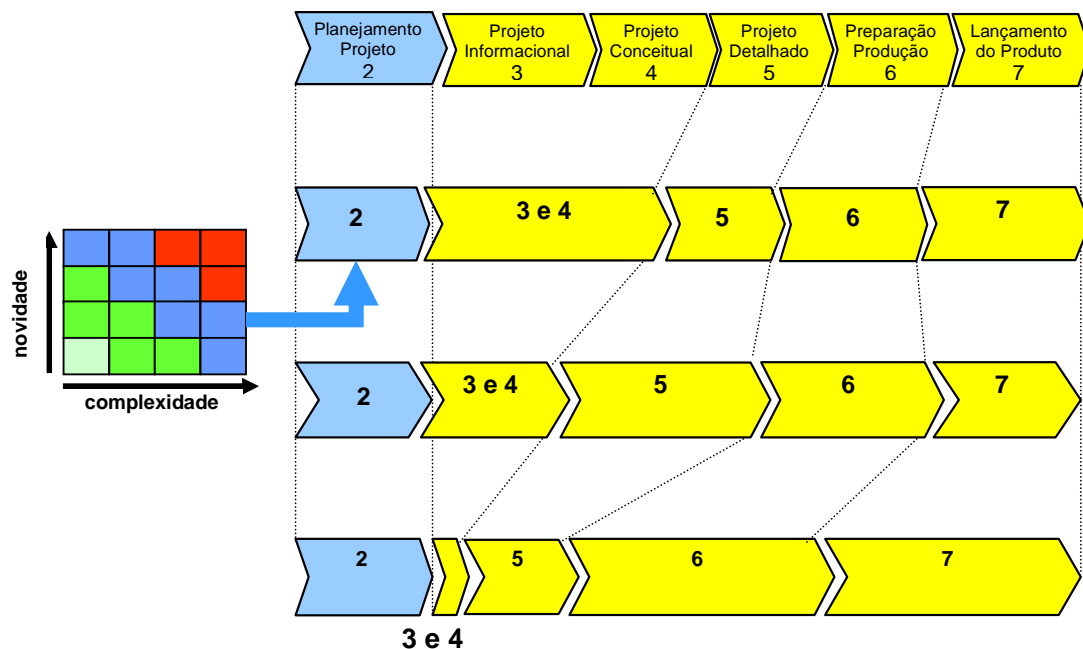 Planejamento
Projeto
2
Projeto
Informacional
3
Projeto
Conceitual
4
Projeto
Detalhado
5
Preparação
Produção
6
Lançamento
do Produto
7
2
3 e 4
5
6
7
novidade
complexidade
2
3 e 4
5
6
7
2
5
6
7
3 e 4